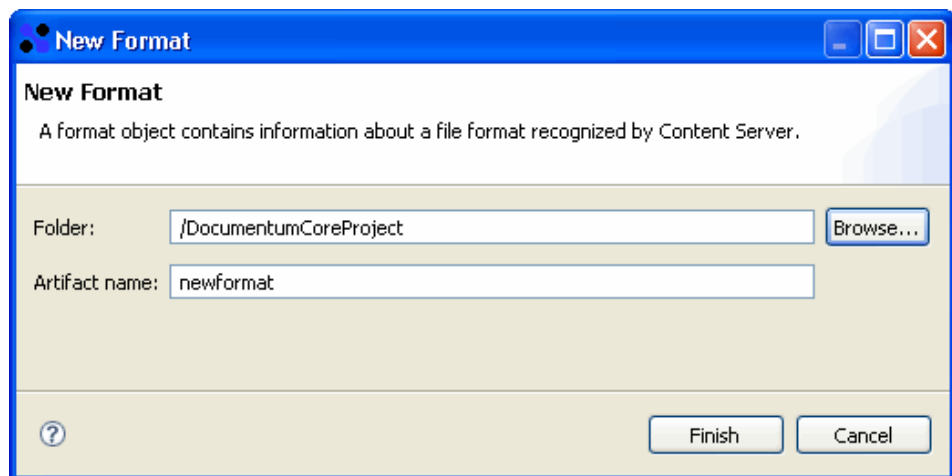 New Format
New Format
A format object contains information about a file format recognized by Content Server.
Folder: /DocumentumCoreProject Browse...
Artifact name: newformat
? Finish Cancel